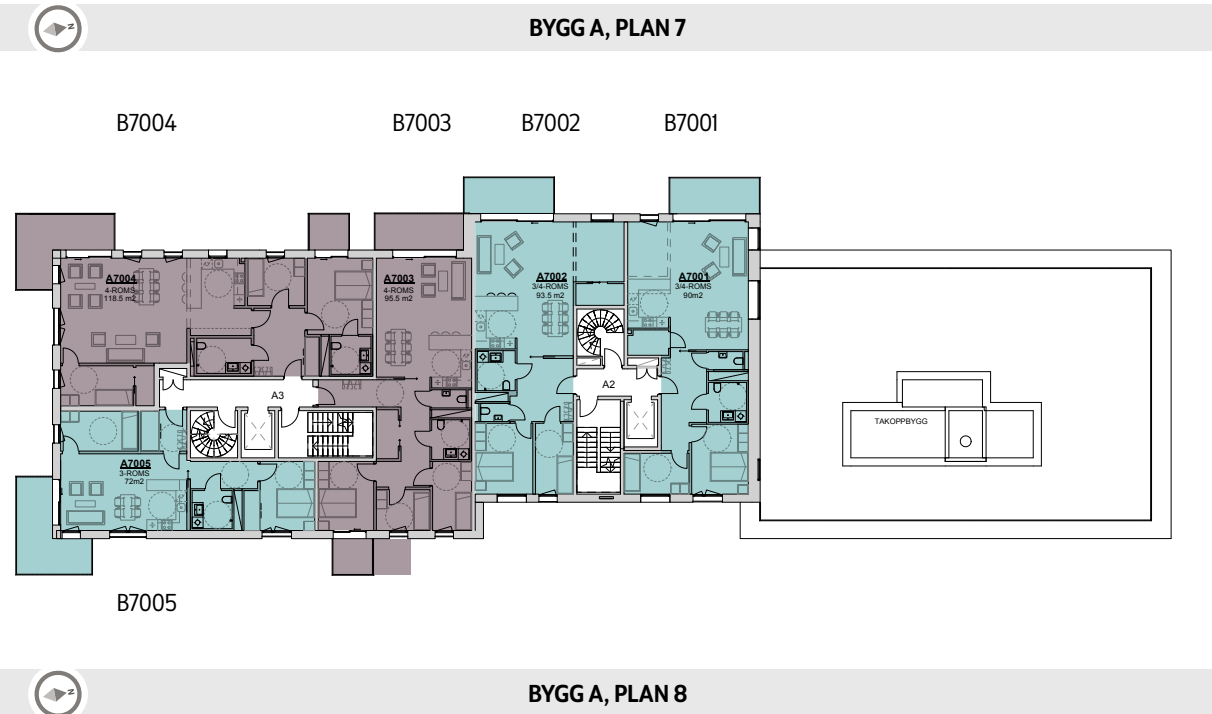 N
BYGG A, PLAN 7
B7004
B7003
B7002
B7001
A7004
4-ROMS
118.5 m2
A7003
4-ROMS
95.5 m2
A7002
3/4-ROMS
93.5 m2
A7001
3/4-ROMS
90m2
A3
A2
TAKOPPBYGG
A7005
3-ROMS
72m2
B7005
N
BYGG A, PLAN 8